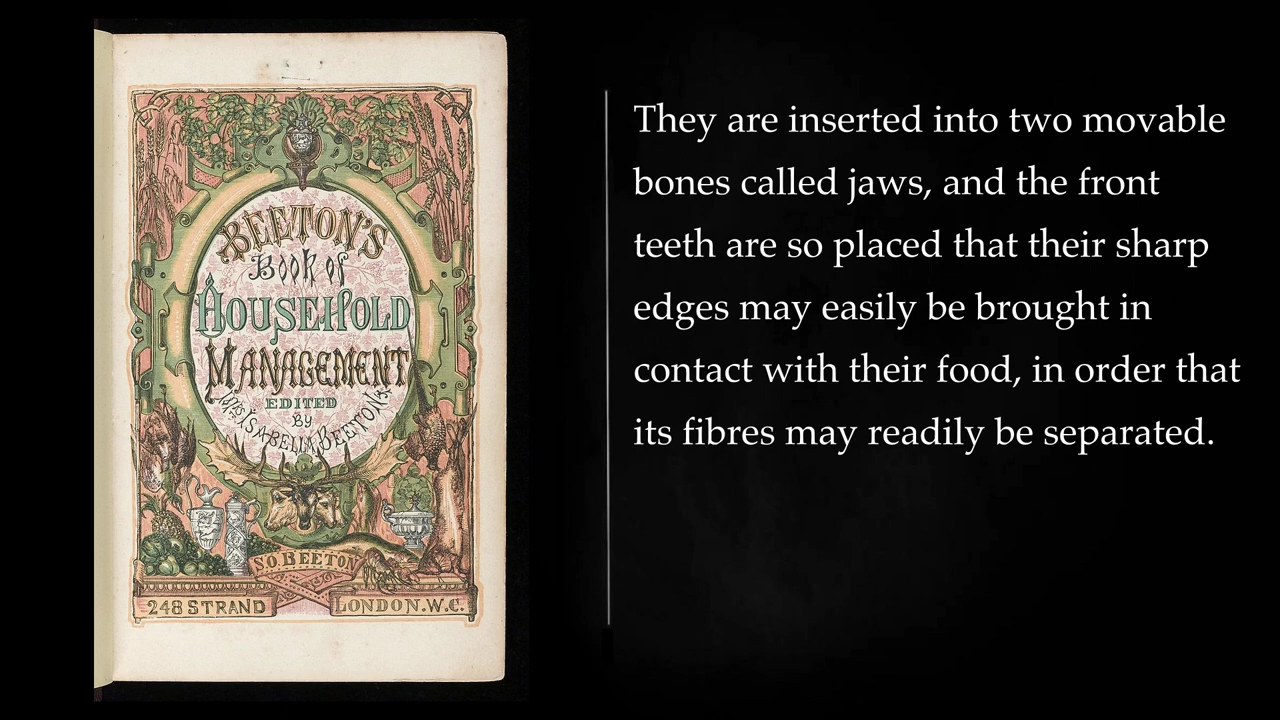 BEETON'S
Book of
HOUSEHOLD
MANAGEMENT
EDITED
BY
MRS ISABELLA BEETON.
S.O. BEETON
248 STRAND
LONDON. W.C.
They are inserted into two movable
bones called jaws, and the front
teeth are so placed that their sharp
edges may easily be brought in
contact with their food, in order that
its fibres may readily be separated.